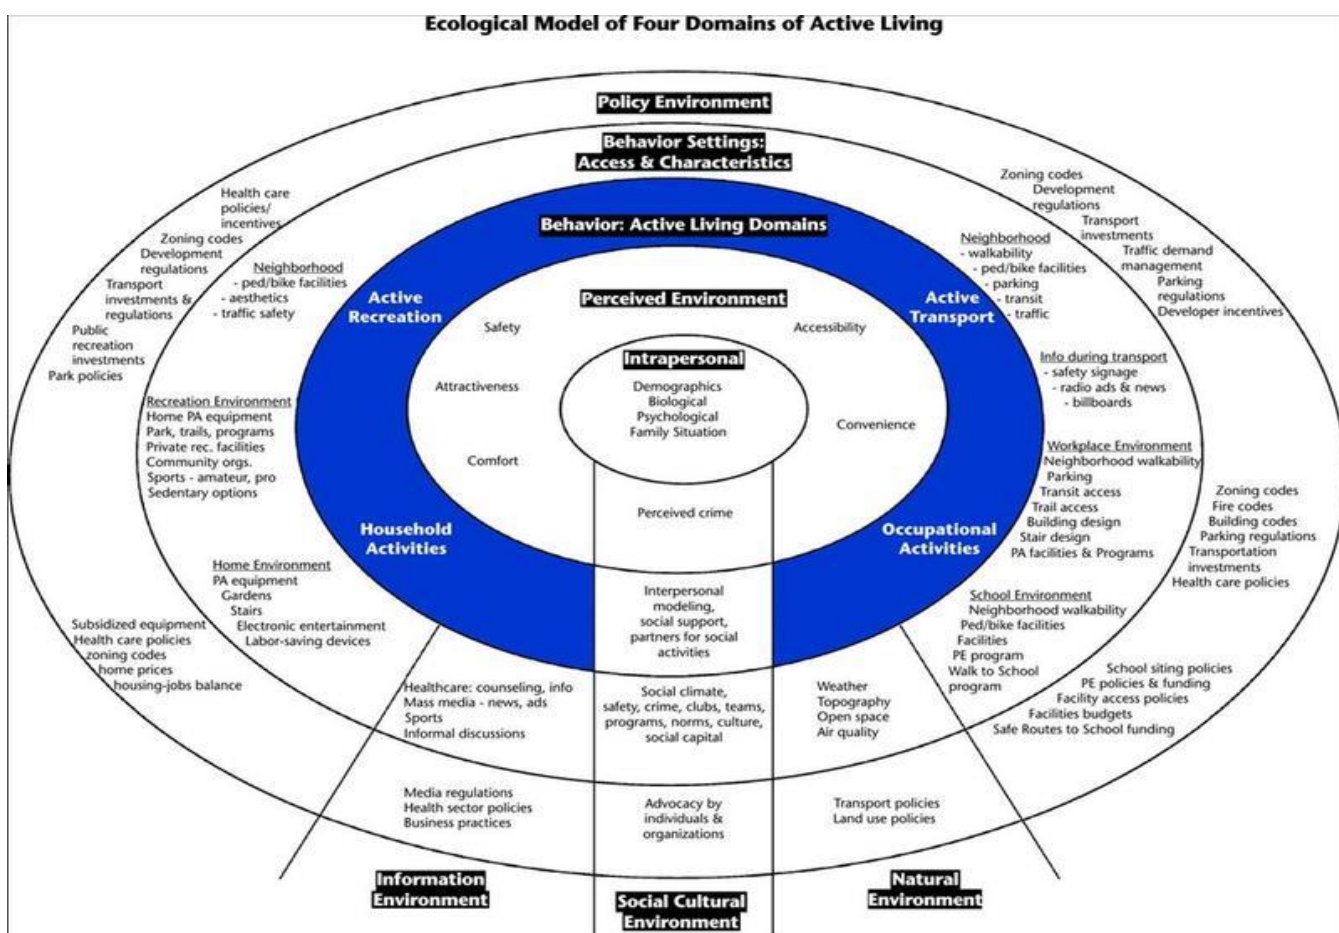 Ecological Model of Four Domains of Active Living
Policy Environment
Behavior Settings:
Access & Characteristics
Behavior: Active Living Domains
Perceived Environment
Intrapersonal
Demographics
Biological
Psychological
Family Situation
Safety
Attractiveness
Comfort
Accessibility
Convenience
Perceived crime
Active
Recreation
Active
Transport
Household
Activities
Occupational
Activities
Health care
policies/
incentives
Zoning codes
Development
regulations
Transport
investments &
regulations
Public
recreation
investments
Park policies
Neighborhood
- ped/bike facilities
- aesthetics
- traffic safety
Recreation Environment
Home PA equipment
Park, trails, programs
Private rec. facilities
Community orgs.
Sports - amateur, pro
Sedentary options
Home Environment
PA equipment
Gardens
Stairs
Electronic entertainment
Labor-saving devices
Subsidized equipment
Health care policies
zoning codes
home prices
housing-jobs balance
Zoning codes
Development
regulations
Transport
investments
Traffic demand
management
Parking
regulations
Developer incentives
Neighborhood
- walkability
- ped/bike facilities
- parking
- transit
- traffic
Info during transport
- safety signage
- radio ads & news
- billboards
Workplace Environment
Neighborhood walkability
Parking
Transit access
Trail access
Building design
Stair design
PA facilities & Programs
Zoning codes
Fire codes
Building codes
Parking regulations
Transportation
investments
Health care policies
School Environment
Neighborhood walkability
Ped/bike facilities
Facilities
PE program
Walk to School
program
School siting policies
PE policies & funding
Facility access policies
Facilities budgets
Safe Routes to School funding
Interpersonal
modeling,
social support,
partners for social
activities
Healthcare: counseling, info
Mass media - news, ads
Sports
Informal discussions
Social climate,
safety, crime, clubs, teams,
programs, norms, culture,
social capital
Weather
Topography
Open space
Air quality
Media regulations
Health sector policies
Business practices
Advocacy by
individuals &
organizations
Transport policies
Land use policies
Information
Environment
Social Cultural
Environment
Natural
Environment